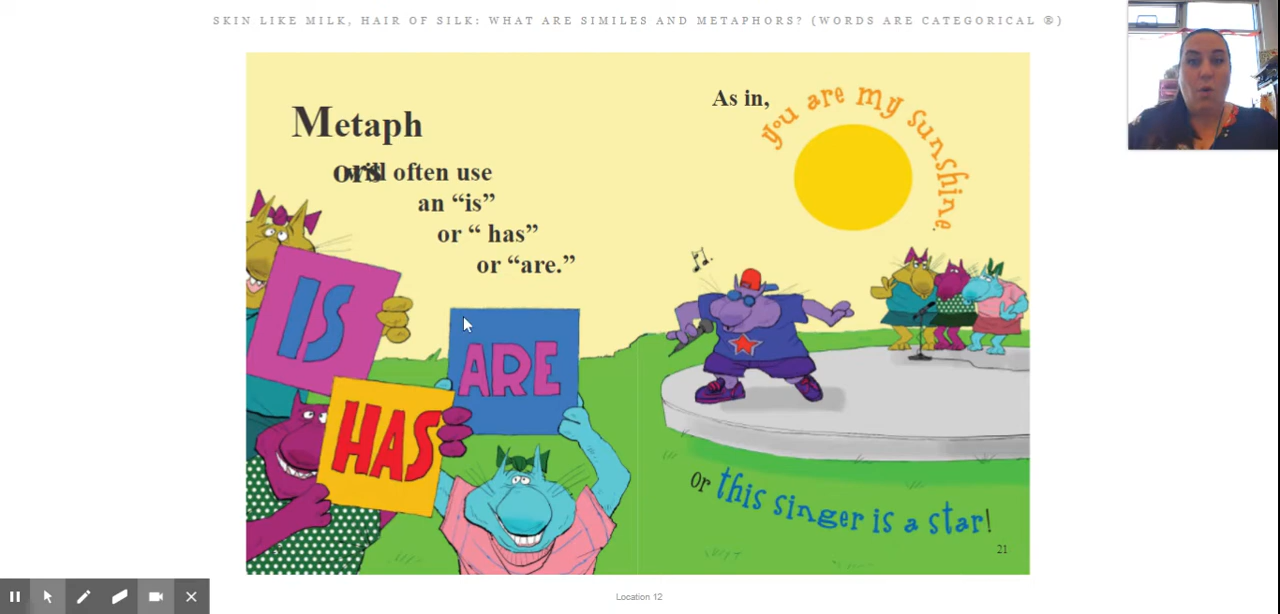 SKIN LIKE MILK, HAIR OF SILK: WHAT ARE SIMILES AND METAPHORS? (WORDS ARE CATEGORICAL ®)
Metaph
ors
will often use
an “is”
or “ has”
or “are.”
IS
HAS
ARE
As in,
you are my sunshine.
or this singer is a star!
21
Location 12